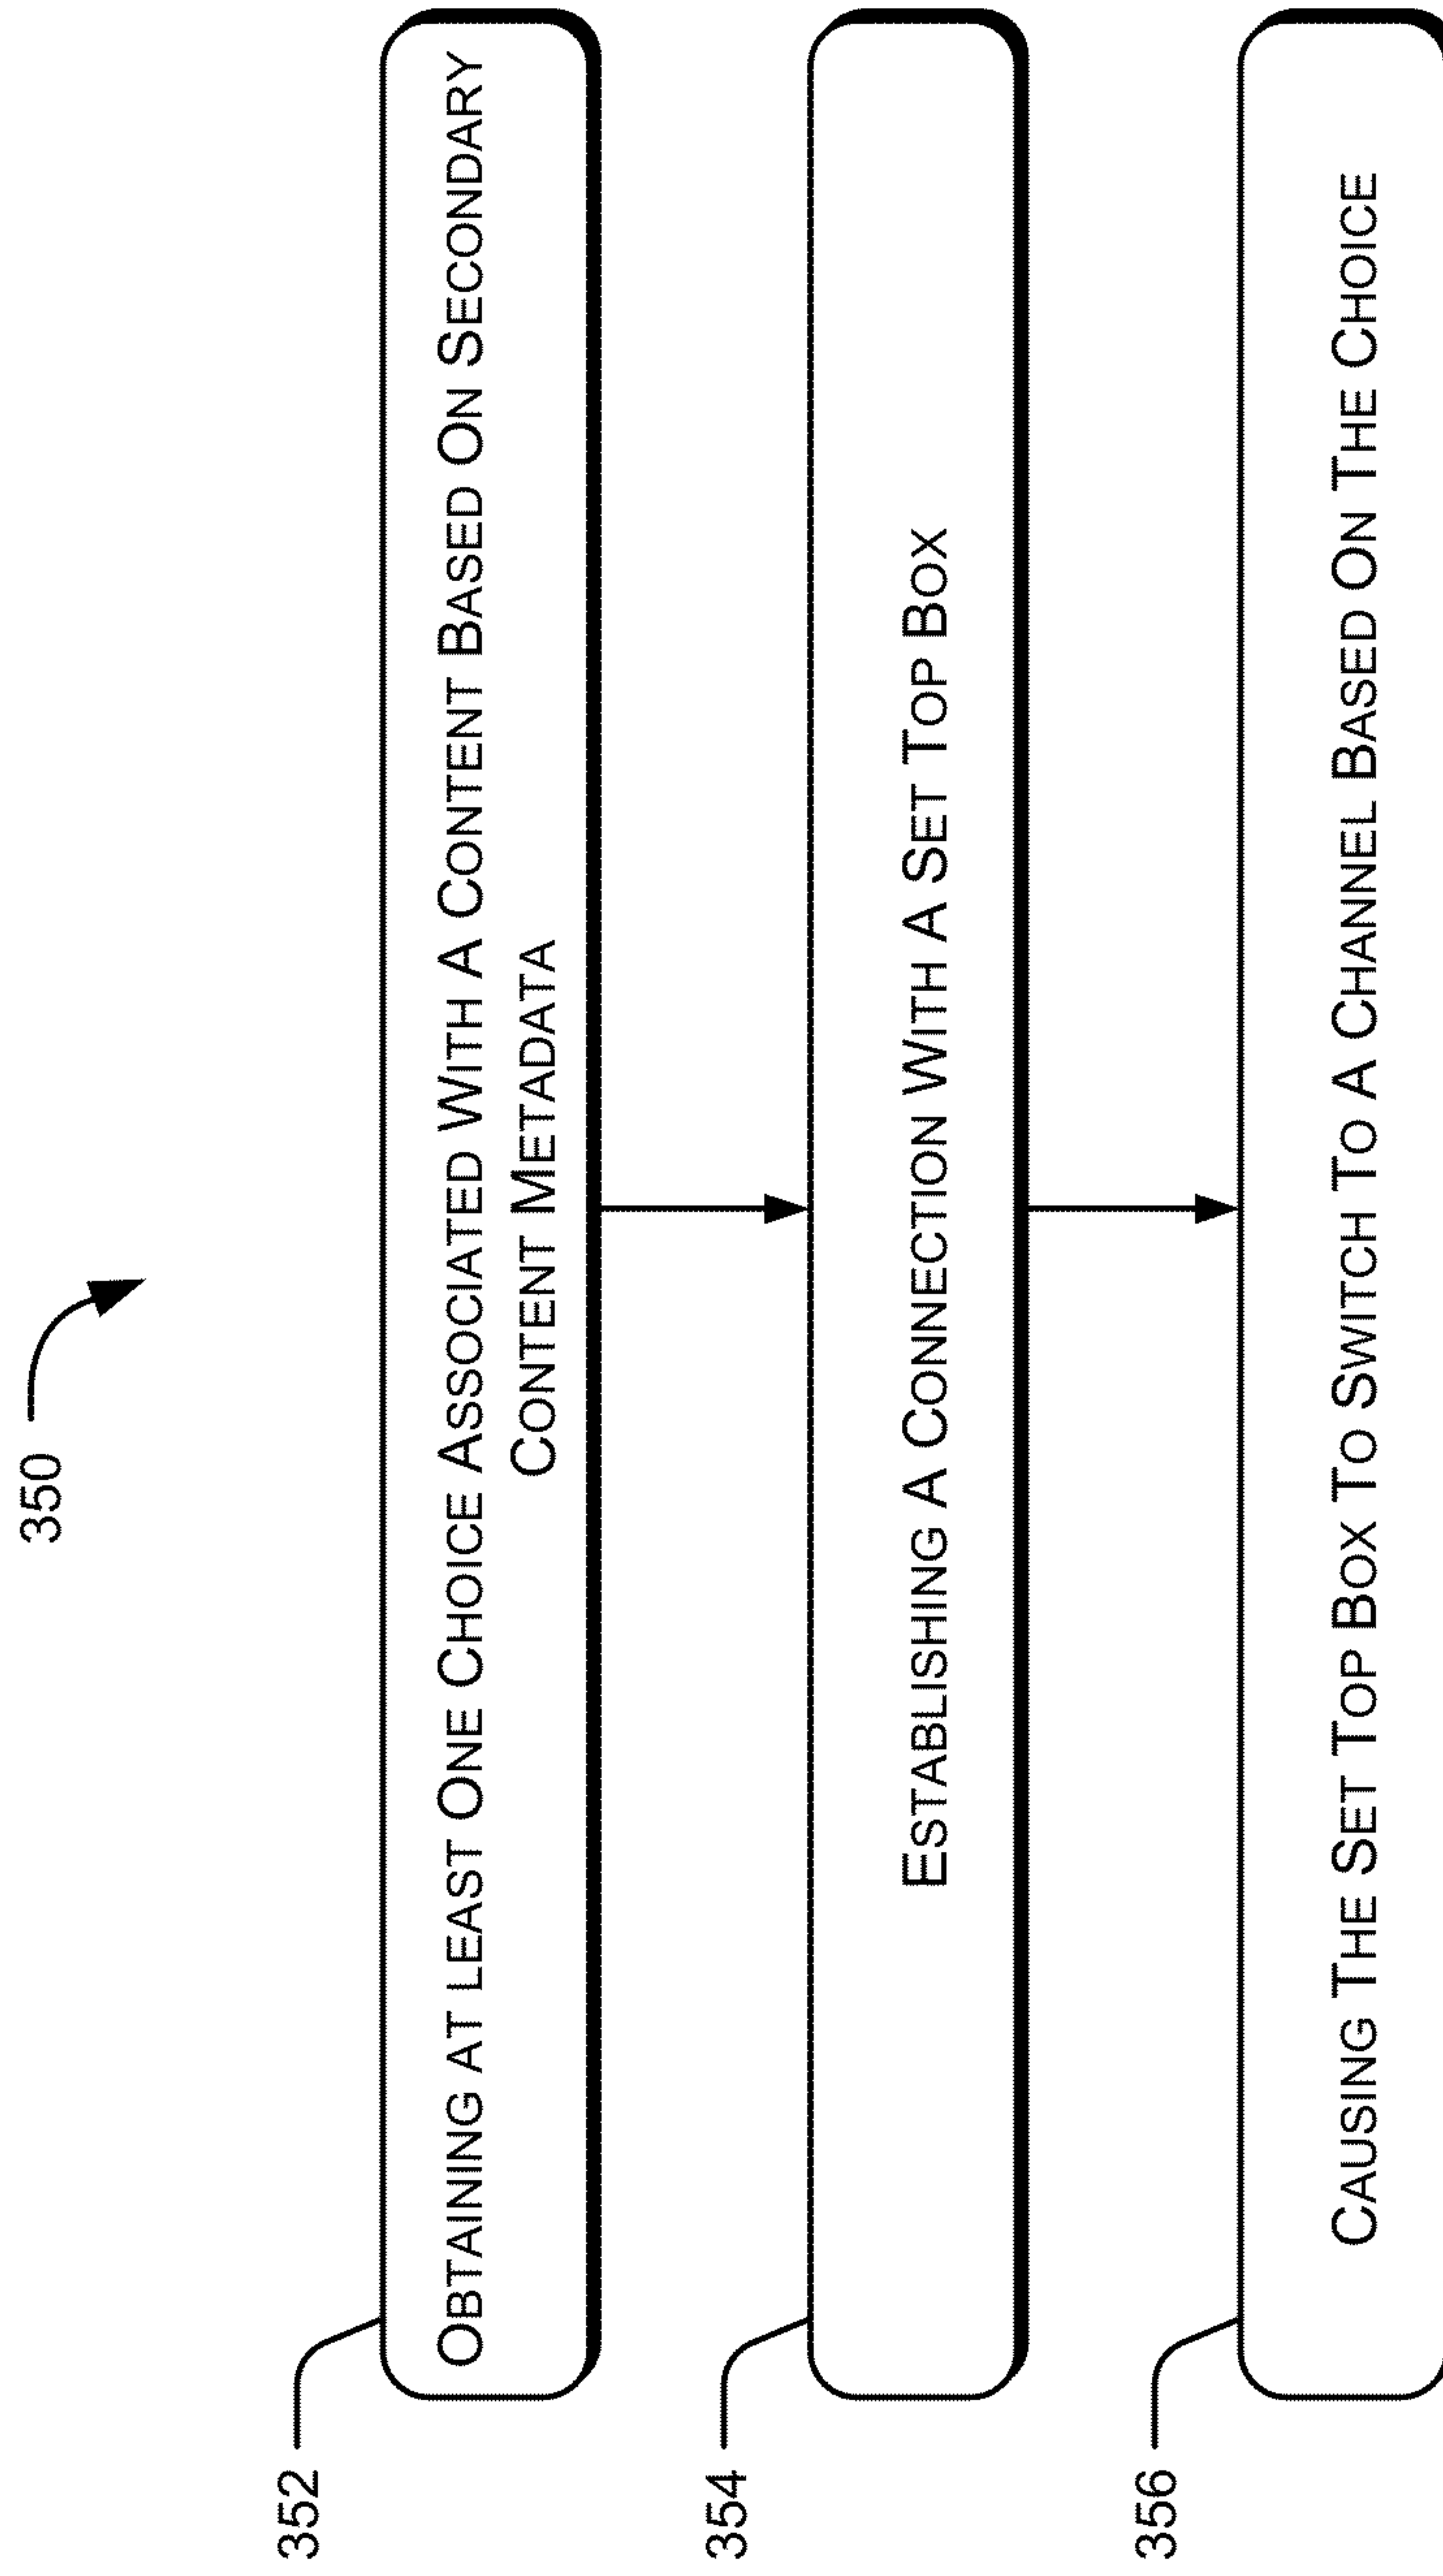 350
352
OBTAINING AT LEAST ONE CHOICE ASSOCIATED WITH A CONTENT BASED ON SECONDARY
CONTENT METADATA
354
ESTABLISHING A CONNECTION WITH A SET TOP BOX
356
CAUSING THE SET TOP BOX TO SWITCH TO A CHANNEL BASED ON THE CHOICE